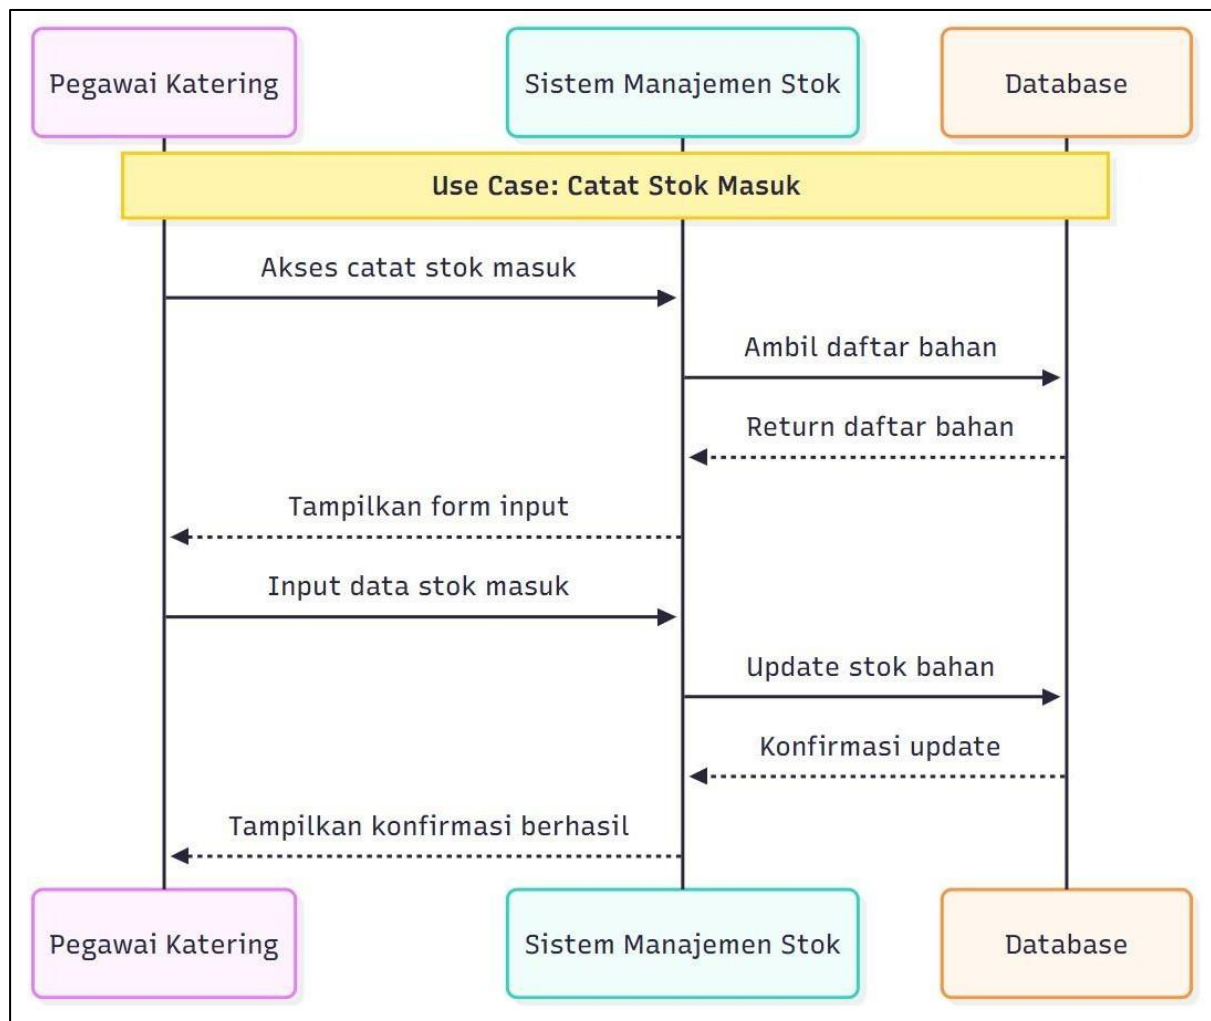 Pegawai Katering
Sistem Manajemen Stok
Database
Use Case: Catat Stok Masuk
Akses catat stok masuk
Ambil daftar bahan
Return daftar bahan
Tampilkan form input
Input data stok masuk
Update stok bahan
Konfirmasi update
Tampilkan konfirmasi berhasil
Pegawai Katering
Sistem Manajemen Stok
Database